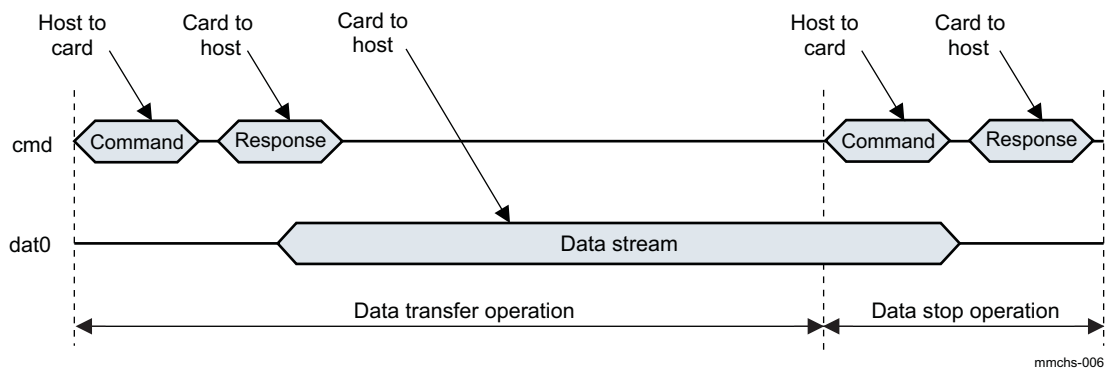 Host to
card
Card to
host
Card to
host
Host to
card
Card to
host
cmd
Command
Response
Command
Response
dat0
Data stream
Data transfer operation
Data stop operation
mmchs-006